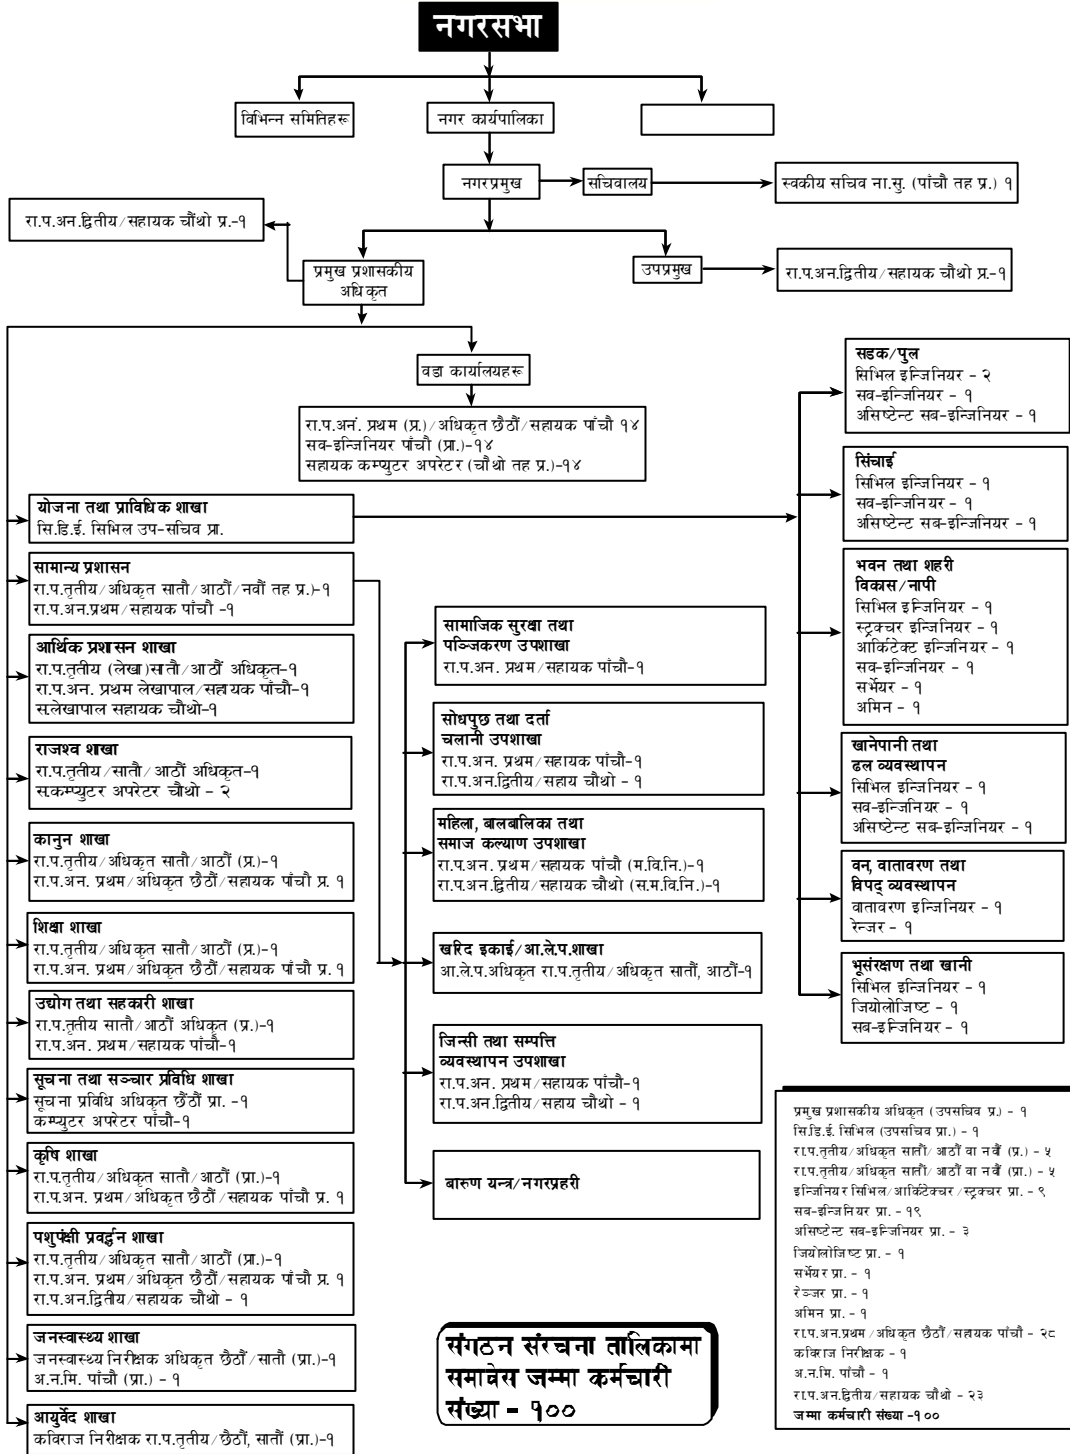 नगरसभा
विभिन्न समितिहरू
नगर कार्यपालिका
नगरप्रमुख
सचिवालय
स्वकीय सचिव ना.सु. (पांचौ तह प्र.) १
रा.प.अन.द्वितीय/सहायक चौंथो प्र.-१
प्रमुख प्रशासकीय
अधिकृत
उपप्रमुख
रा.प.अन.द्वितीय/सहायक चौथो प्र.-१
वडा कार्यालयहरू
रा.प.अनं. प्रथम (प्र.)/अधिकृत छैठौं/सहायक पाँचौ १४
सव-इन्जिनियर पाँचौ (प्रा.)-१४
सहायक कम्प्युटर अपरेटर (चौथो तह प्र.)-१४
योजना तथा प्राविधिक शाखा
सि.डि.ई. सिभिल उप-सचिव प्रा.
सामान्य प्रशासन
रा.प.तृतीय/अधिकृत सातौ/आठौं/नवौं तह प्र.)-१
रा.प.अन.प्रथम/सहायक पाँचौ -१
आर्थिक प्रशासन शाखा
रा.प.तृतीय (लेखा)सातौ/आठौं अधिकृत-१
रा.प.अन. प्रथम लेखापाल/सहायक पाँचौ-१
स.लेखापाल सहायक चौथो-१
राजश्व शाखा
रा.प.तृतीय/सातौ/आठौं अधिकृत-१
स.कम्प्युटर अपरेटर चौथो - २
कानुन शाखा
रा.प.तृतीय/अधिकृत सातौ/आठौं (प्र.)-१
रा.प.अन. प्रथम/अधिकृत छैठौं/सहायक पाँचौ प्र. १
शिक्षा शाखा
रा.प.तृतीय/अधिकृत सातौ/आठौं (प्र.)-१
रा.प.अन. प्रथम/अधिकृत छैठौं/सहायक पाँचौ प्र. १
उद्योग तथा सहकारी शाखा
रा.प.तृतीय सातौ/आठौं अधिकृत (प्र.)-१
रा.प.अन. प्रथम/सहायक पाँचौ-१
सूचना तथा सञ्चार प्रविधि शाखा
सूचना प्रविधि अधिकृत छैठौं प्रा. -१
कम्प्युटर अपरेटर पाँचौ-१
कृषि शाखा
रा.प.तृतीय/अधिकृत सातौ/आठौं (प्रा.)-१
रा.प.अन. प्रथम/अधिकृत छैठौं/सहायक पाँचौ प्र. १
पशुपंक्षी प्रवर्द्धन शाखा
रा.प.तृतीय/अधिकृत सातौ/आठौं (प्रा.)-१
रा.प.अन. प्रथम/अधिकृत छैठौं/सहायक पाँचौ प्र. १
रा.प.अन.द्वितीय/सहायक चौथो - १
जनस्वास्थ्य शाखा
जनस्वास्थ्य निरीक्षक अधिकृत छैठौं/सातौं (प्रा.)-१
अ.न.मि. पाँचौ (प्रा.) - १
आयुर्वेद शाखा
कविराज निरीक्षक रा.प.तृतीय/छैठौं, सातौं (प्रा.)-१
सामाजिक सुरक्षा तथा
पञ्जिकरण उपशाखा
रा.प.अन. प्रथम/सहायक पाँचौ-१
सोधपुछ तथा दर्ता
चलानी उपशाखा
रा.प.अन. प्रथम/सहायक पाँचौ-१
रा.प.अन.द्वितीय/सहाय चौथो - १
महिला, बालबालिका तथा
समाज कल्याण उपशाखा
रा.प.अन. प्रथम/सहायक पाँचौ (म.वि.नि.)-१
रा.प.अन.द्वितीय/सहायक चौथो (स.म.वि.नि.)-१
खरिद इकाई/आ.ले.प.शाखा
आ.ले.प.अधिकृत रा.प.तृतीय/अधिकृत सातौं, आठौं-१
जिन्सी तथा सम्पत्ति
व्यवस्थापन उपशाखा
रा.प.अन. प्रथम/सहायक पाँचौ-१
रा.प.अन.द्वितीय/सहाय चौथो - १
बारुण यन्त्र/नगरप्रहरी
सडक/पुल
सिभिल इन्जिनियर - २
सव-इन्जिनियर - १
असिष्टेन्ट सब-इन्जिनियर - १
सिंचाई
सिभिल इन्जिनियर - १
सव-इन्जिनियर - १
असिष्टेन्ट सब-इन्जिनियर - १
भवन तथा शहरी
विकास/नापी
सिभिल इन्जिनियर - १
स्ट्रक्चर इन्जिनियर - १
आर्किटेक्ट इन्जिनियर - १
सव-इन्जिनियर - १
सर्भेयर - १
अमिन - १
खानेपानी तथा
ढल व्यवस्थापन
सिभिल इन्जिनियर - १
सव-इन्जिनियर - १
असिष्टेन्ट सब-इन्जिनियर - १
वन, वातावरण तथा
विपद् व्यवस्थापन
वातावरण इन्जिनियर - १
रेन्जर - १
भूसंरक्षण तथा खानी
सिभिल इन्जिनियर - १
जियोलोजिष्ट - १
सब-इन्जिनियर - १
प्रमुख प्रशासकीय अधिकृत (उपसचिव प्र.) - १
सि.डि.ई. सिभिल (उपसचिव प्रा.) - १
रा.प.तृतीय/अधिकृत सातौं/ आठौं वा नवौं (प्र.) - ५
रा.प.तृतीय/अधिकृत सातौं/ आठौं वा नवौं (प्रा.) - ५
इन्जिनियर सिभिल/आर्किटेक्चर /स्ट्रक्चर प्रा. - ९
सब-इन्जिनियर प्रा. - १९
असिष्टेन्ट सब-इन्जिनियर प्रा. - ३
जियोलोजिष्ट प्रा. - १
सर्भेयर प्रा. - १
रेञ्जर प्रा. - १
अमिन प्रा. - १
रा.प.अन.प्रथम /अधिकृत छैठौं/सहायक पाँचौ - २८
कविराज निरीक्षक - १
अ.न.मि. पाँचौ - १
रा.प.अन.द्वितीय/सहायक चौथो - २३
जम्मा कर्मचारी संख्या -१००
संगठन संरचना तालिकामा
समावेस जम्मा कर्मचारी
संख्या - १००